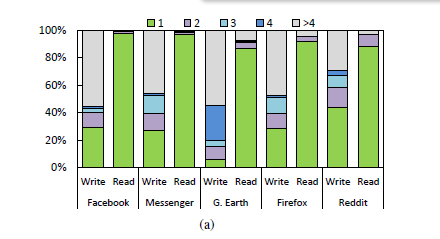 1 2 3 4 >4
100%
80%
60%
40%
20%
0%
Write Read Write Read Write Read Write Read Write Read
Facebook Messenger G. Earth Firefox Reddit
(a)